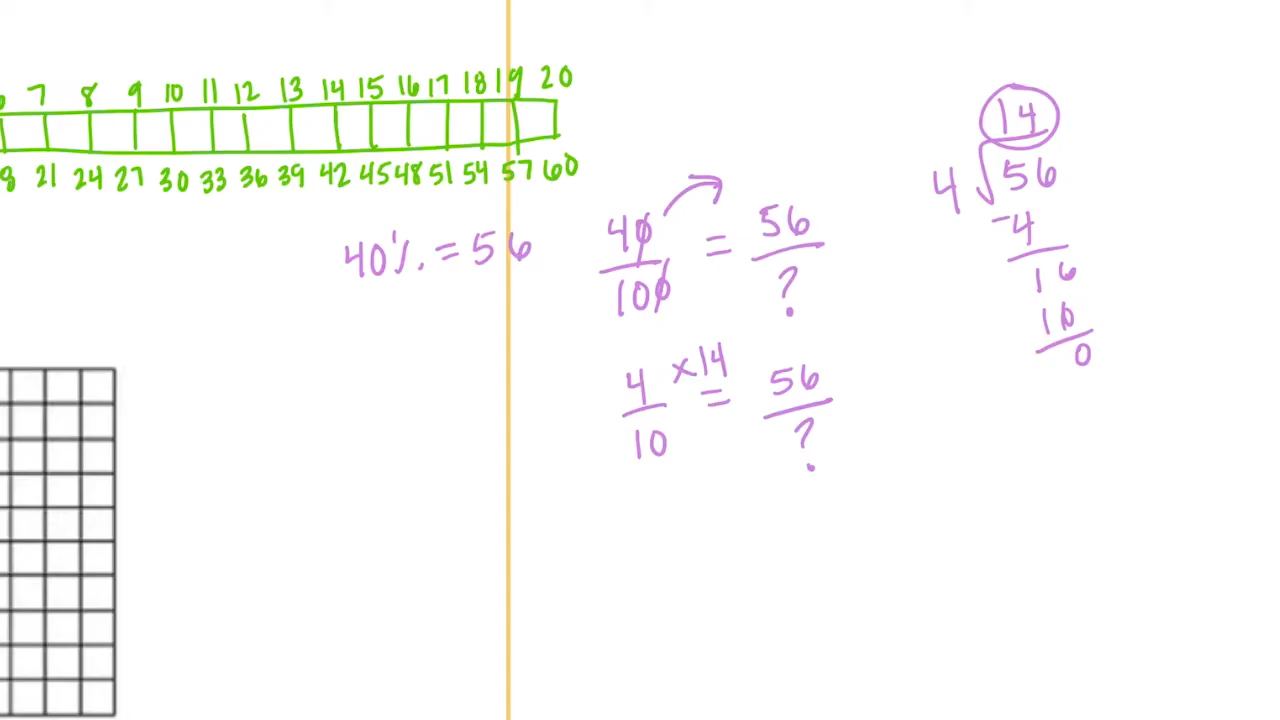 7 8 9 10 11 12 13 14 15 16 17 18 19 20
8 21 24 27 30 33 36 39 42 45 48 51 54 57 60
40% = 56
40/100 = 56/?
4/10 ×14 = 56/?
14
4 √56
-4
16
16
0